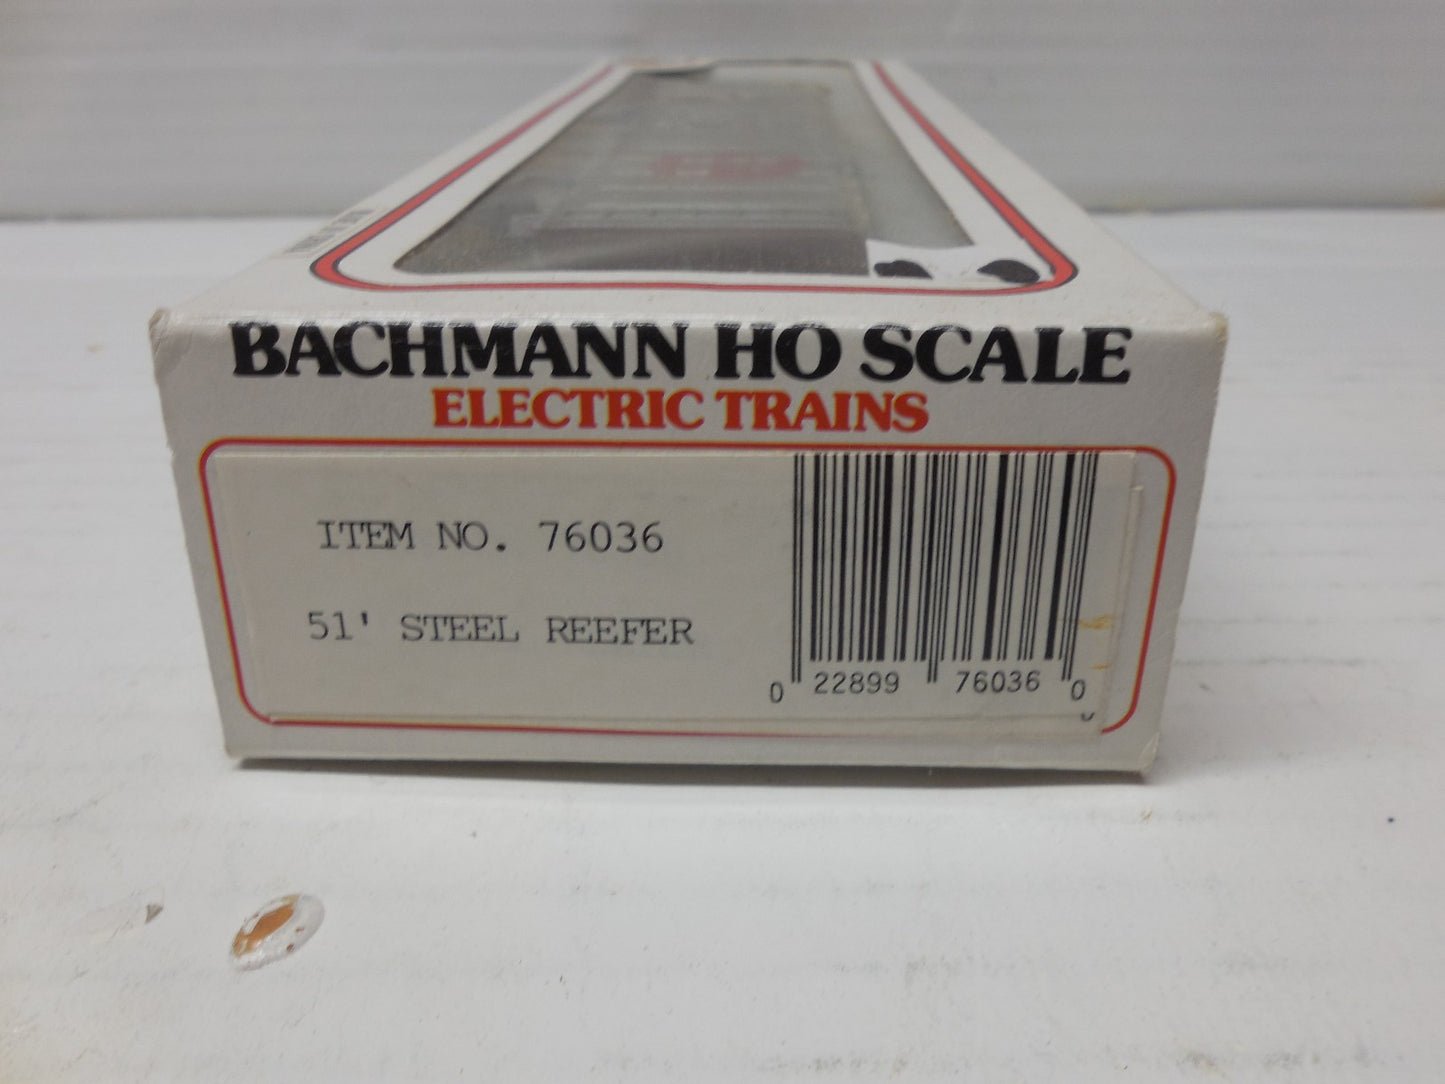 BACHMANN HO SCALE
ELECTRIC TRAINS
ITEM NO. 76036
51' STEEL REEFER
0 22899 76036 0